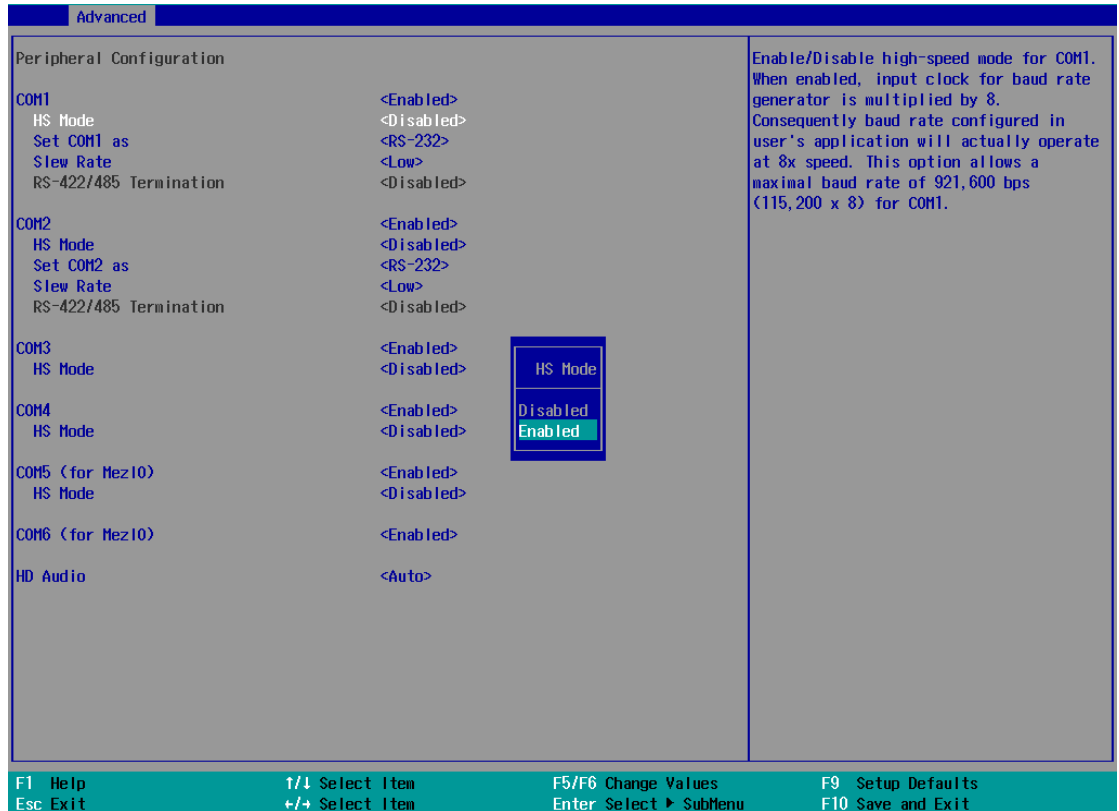 Advanced
Peripheral Configuration
COM1 <Enabled>
HS Mode <Disabled>
Set COM1 as <RS-232>
Slew Rate <Low>
RS-422/485 Termination <Disabled>
COM2 <Enabled>
HS Mode <Disabled>
Set COM2 as <RS-232>
Slew Rate <Low>
RS-422/485 Termination <Disabled>
COM3 <Enabled>
HS Mode <Disabled>
COM4 <Enabled>
HS Mode <Disabled>
COM5 (for MezIO) <Enabled>
HS Mode <Disabled>
COM6 (for MezIO) <Enabled>
HD Audio <Auto>
HS Mode
Disabled
Enabled
Enable/Disable high-speed mode for COM1.
When enabled, input clock for baud rate
generator is multiplied by 8.
Consequently baud rate configured in
user's application will actually operate
at 8x speed. This option allows a
maximal baud rate of 921,600 bps
(115,200 x 8) for COM1.
F1 Help ↑/↓ Select Item F5/F6 Change Values F9 Setup Defaults
Esc Exit ←/→ Select Item Enter Select ▶ SubMenu F10 Save and Exit